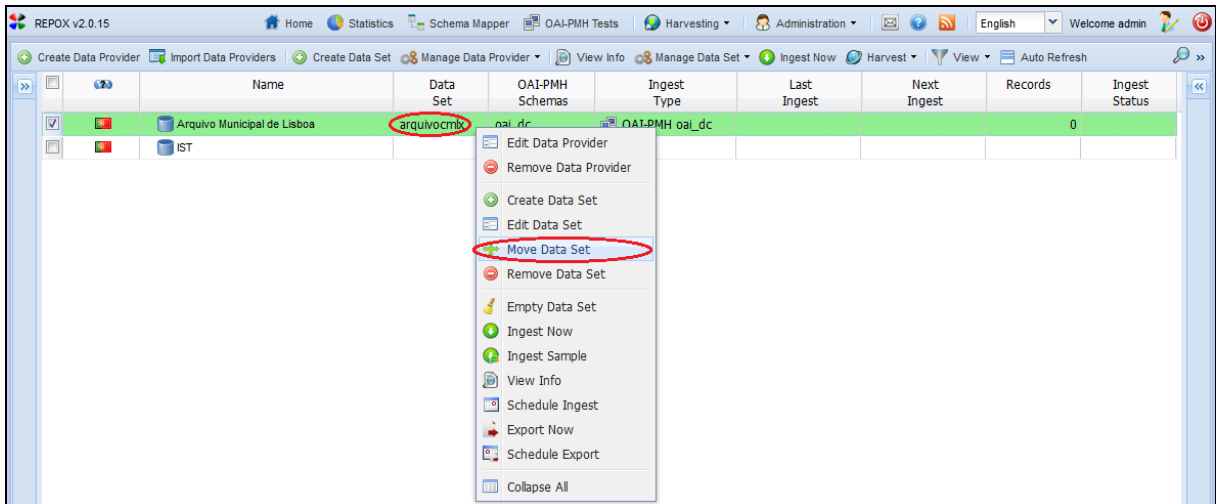 REPOX v2.0.15 Home Statistics Schema Mapper OAI-PMH Tests Harvesting Administration English Welcome admin
Create Data Provider Import Data Providers Create Data Set Manage Data Provider View Info Manage Data Set Ingest Now Harvest View Auto Refresh »
Name Data Set OAI-PMH Schemas Ingest Type Last Ingest Next Ingest Records Ingest Status
Arquivo Municipal de Lisboa arquivocmlx oai_dc OAI-PMH oai_dc 0
IST
Edit Data Provider
Remove Data Provider
Create Data Set
Edit Data Set
Move Data Set
Remove Data Set
Empty Data Set
Ingest Now
Ingest Sample
View Info
Schedule Ingest
Export Now
Schedule Export
Collapse All